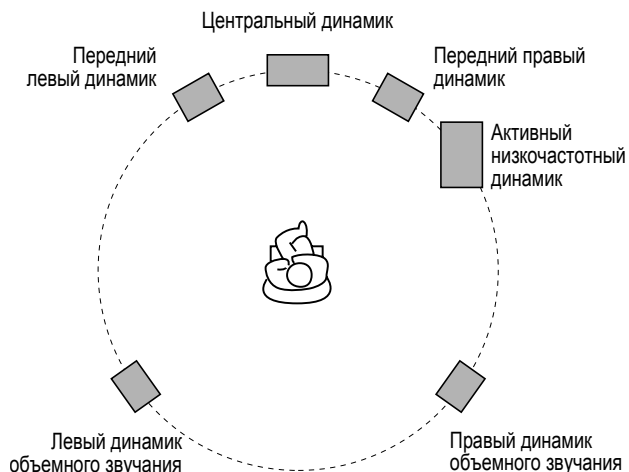 Центральный динамик
Передний
левый динамик
Передний правый
динамик
Активный
низкочастотный
динамик
Левый динамик
объемного звучания
Правый динамик
объемного звучания